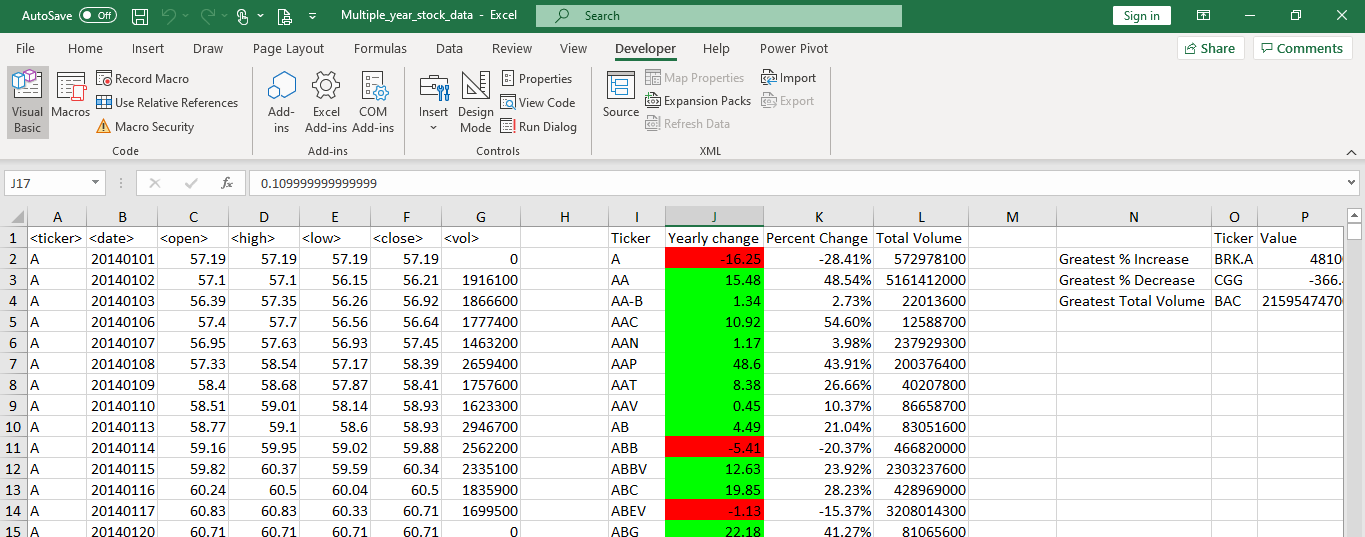 AutoSave Off Multiple_year_stock_data - Excel Search Sign in
File Home Insert Draw Page Layout Formulas Data Review View Developer Help Power Pivot Share Comments
Visual Basic Macros Record Macro Use Relative References Macro Security
Add-ins Excel Add-ins COM Add-ins
Insert Design Mode Properties View Code Run Dialog
Source Map Properties Expansion Packs Refresh Data Import Export
Code Add-ins Controls XML
J17 fx 0.109999999999999
A B C D E F G H I J K L M N O P
1 <ticker> <date> <open> <high> <low> <close> <vol> Ticker Yearly change Percent Change Total Volume Ticker Value
2 A 20140101 57.19 57.19 57.19 57.19 0 A -16.25 -28.41% 572978100 Greatest % Increase BRK.A 4810
3 A 20140102 57.1 57.1 56.15 56.21 1916100 AA 15.48 48.54% 5161412000 Greatest % Decrease CGG -366.
4 A 20140103 56.39 57.35 56.26 56.92 1866600 AA-B 1.34 2.73% 22013600 Greatest Total Volume BAC 2159547470
5 A 20140106 57.4 57.7 56.56 56.64 1777400 AAC 10.92 54.60% 12588700
6 A 20140107 56.95 57.63 56.93 57.45 1463200 AAN 1.17 3.98% 237929300
7 A 20140108 57.33 58.54 57.17 58.39 2659400 AAP 48.6 43.91% 200376400
8 A 20140109 58.4 58.68 57.87 58.41 1757600 AAT 8.38 26.66% 40207800
9 A 20140110 58.51 59.01 58.14 58.93 1623300 AAV 0.45 10.37% 86658700
10 A 20140113 58.77 59.1 58.6 58.93 2946700 AB 4.49 21.04% 83051600
11 A 20140114 59.16 59.95 59.02 59.88 2562200 ABB -5.41 -20.37% 466820000
12 A 20140115 59.82 60.37 59.59 60.34 2335100 ABBV 12.63 23.92% 2303237600
13 A 20140116 60.24 60.5 60.04 60.5 1835900 ABC 19.85 28.23% 428969000
14 A 20140117 60.83 60.83 60.33 60.71 1699500 ABEV -1.13 -15.37% 3208014300
15 A 20140120 60.71 60.71 60.71 60.71 0 ABG 22.18 41.27% 81065600